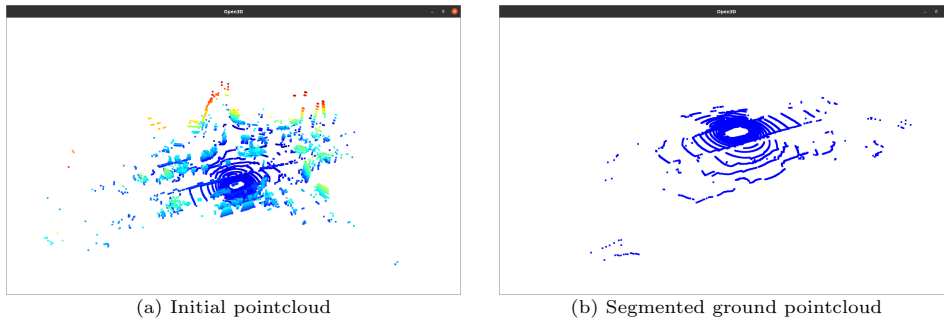 Open3D
Open3D
(a) Initial pointcloud
(b) Segmented ground pointcloud